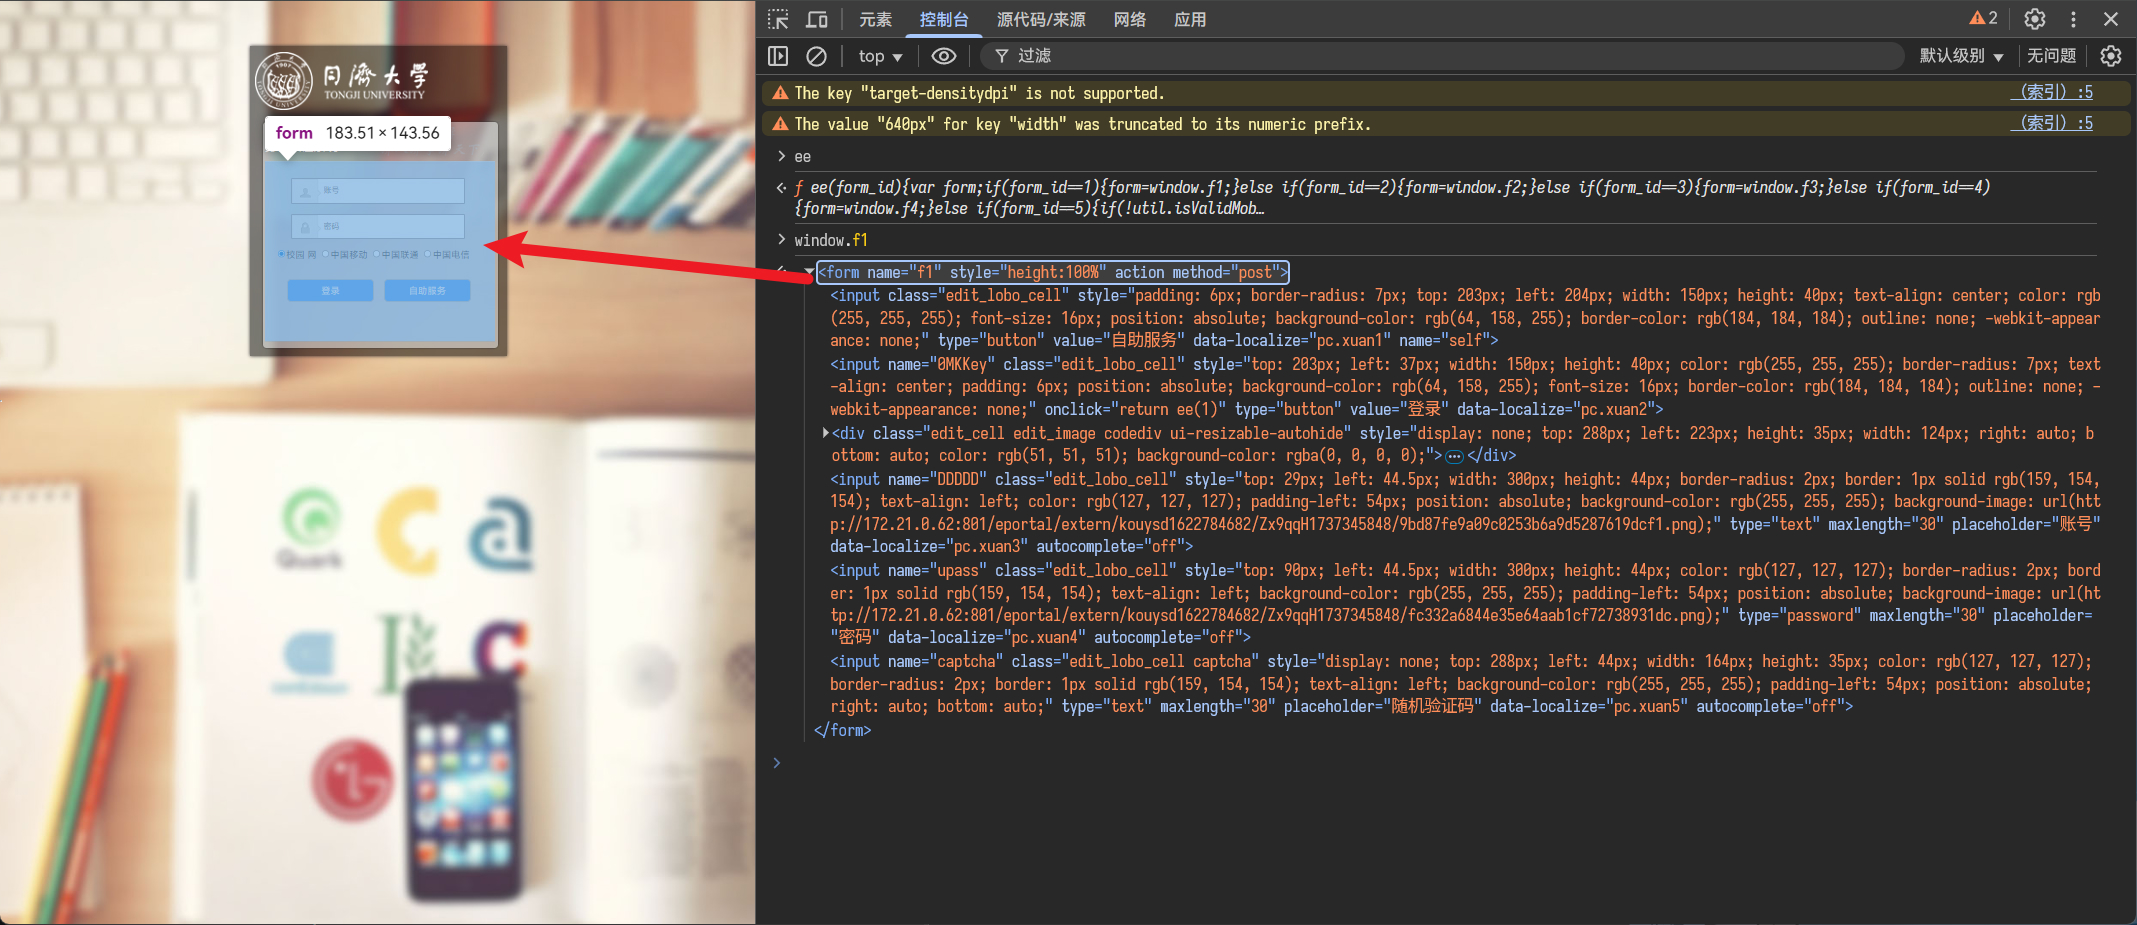 同濟大学
TONGJI UNIVERSITY
form 183.51 × 143.56
账号
密码
校园网 中国移动 中国联通 中国电信
登录 自助服务
Quark
元素 控制台 源代码/来源 网络 应用 2
top 过滤 默认级别 无问题
The key "target-densitydpi" is not supported. (索引):5
The value "640px" for key "width" was truncated to its numeric prefix. (索引):5
> ee
ƒ ee(form_id){var form;if(form_id==1){form=window.f1;}else if(form_id==2){form=window.f2;}else if(form_id==3){form=window.f3;}else if(form_id==4)
{form=window.f4;}else if(form_id==5){if(!util.isValidMob…
> window.f1
<form name="f1" style="height:100%" action method="post">
<input class="edit_lobo_cell" style="padding: 6px; border-radius: 7px; top: 203px; left: 204px; width: 150px; height: 40px; text-align: center; color: rgb
(255, 255, 255); font-size: 16px; position: absolute; background-color: rgb(64, 158, 255); border-color: rgb(184, 184, 184); outline: none; -webkit-appear
ance: none;" type="button" value="自助服务" data-localize="pc.xuan1" name="self">
<input name="0MKKey" class="edit_lobo_cell" style="top: 203px; left: 37px; width: 150px; height: 40px; color: rgb(255, 255, 255); border-radius: 7px; text
-align: center; padding: 6px; position: absolute; background-color: rgb(64, 158, 255); font-size: 16px; border-color: rgb(184, 184, 184); outline: none; -
webkit-appearance: none;" onclick="return ee(1)" type="button" value="登录" data-localize="pc.xuan2">
<div class="edit_cell edit_image codediv ui-resizable-autohide" style="display: none; top: 288px; left: 223px; height: 35px; width: 124px; right: auto; b
ottom: auto; color: rgb(51, 51, 51); background-color: rgba(0, 0, 0, 0);">…</div>
<input name="DDDDD" class="edit_lobo_cell" style="top: 29px; left: 44.5px; width: 300px; height: 44px; border-radius: 2px; border: 1px solid rgb(159, 154,
154); text-align: left; color: rgb(127, 127, 127); padding-left: 54px; position: absolute; background-color: rgb(255, 255, 255); background-image: url(htt
p://172.21.0.62:801/eportal/extern/kouysd1622784682/Zx9qqH1737345848/9bd87fe9a09c0253b6a9d5287619dcf1.png);" type="text" maxlength="30" placeholder="账号"
data-localize="pc.xuan3" autocomplete="off">
<input name="upass" class="edit_lobo_cell" style="top: 90px; left: 44.5px; width: 300px; height: 44px; color: rgb(127, 127, 127); border-radius: 2px; bord
er: 1px solid rgb(159, 154, 154); text-align: left; background-color: rgb(255, 255, 255); padding-left: 54px; position: absolute; background-image: url(ht
tp://172.21.0.62:801/eportal/extern/kouysd1622784682/Zx9qqH1737345848/fc332a6844e35e64aab1cf72738931dc.png);" type="password" maxlength="30" placeholder=
"密码" data-localize="pc.xuan4" autocomplete="off">
<input name="captcha" class="edit_lobo_cell captcha" style="display: none; top: 288px; left: 44px; width: 164px; height: 35px; color: rgb(127, 127, 127);
border-radius: 2px; border: 1px solid rgb(159, 154, 154); text-align: left; background-color: rgb(255, 255, 255); padding-left: 54px; position: absolute;
right: auto; bottom: auto;" type="text" maxlength="30" placeholder="随机验证码" data-localize="pc.xuan5" autocomplete="off">
</form>
>